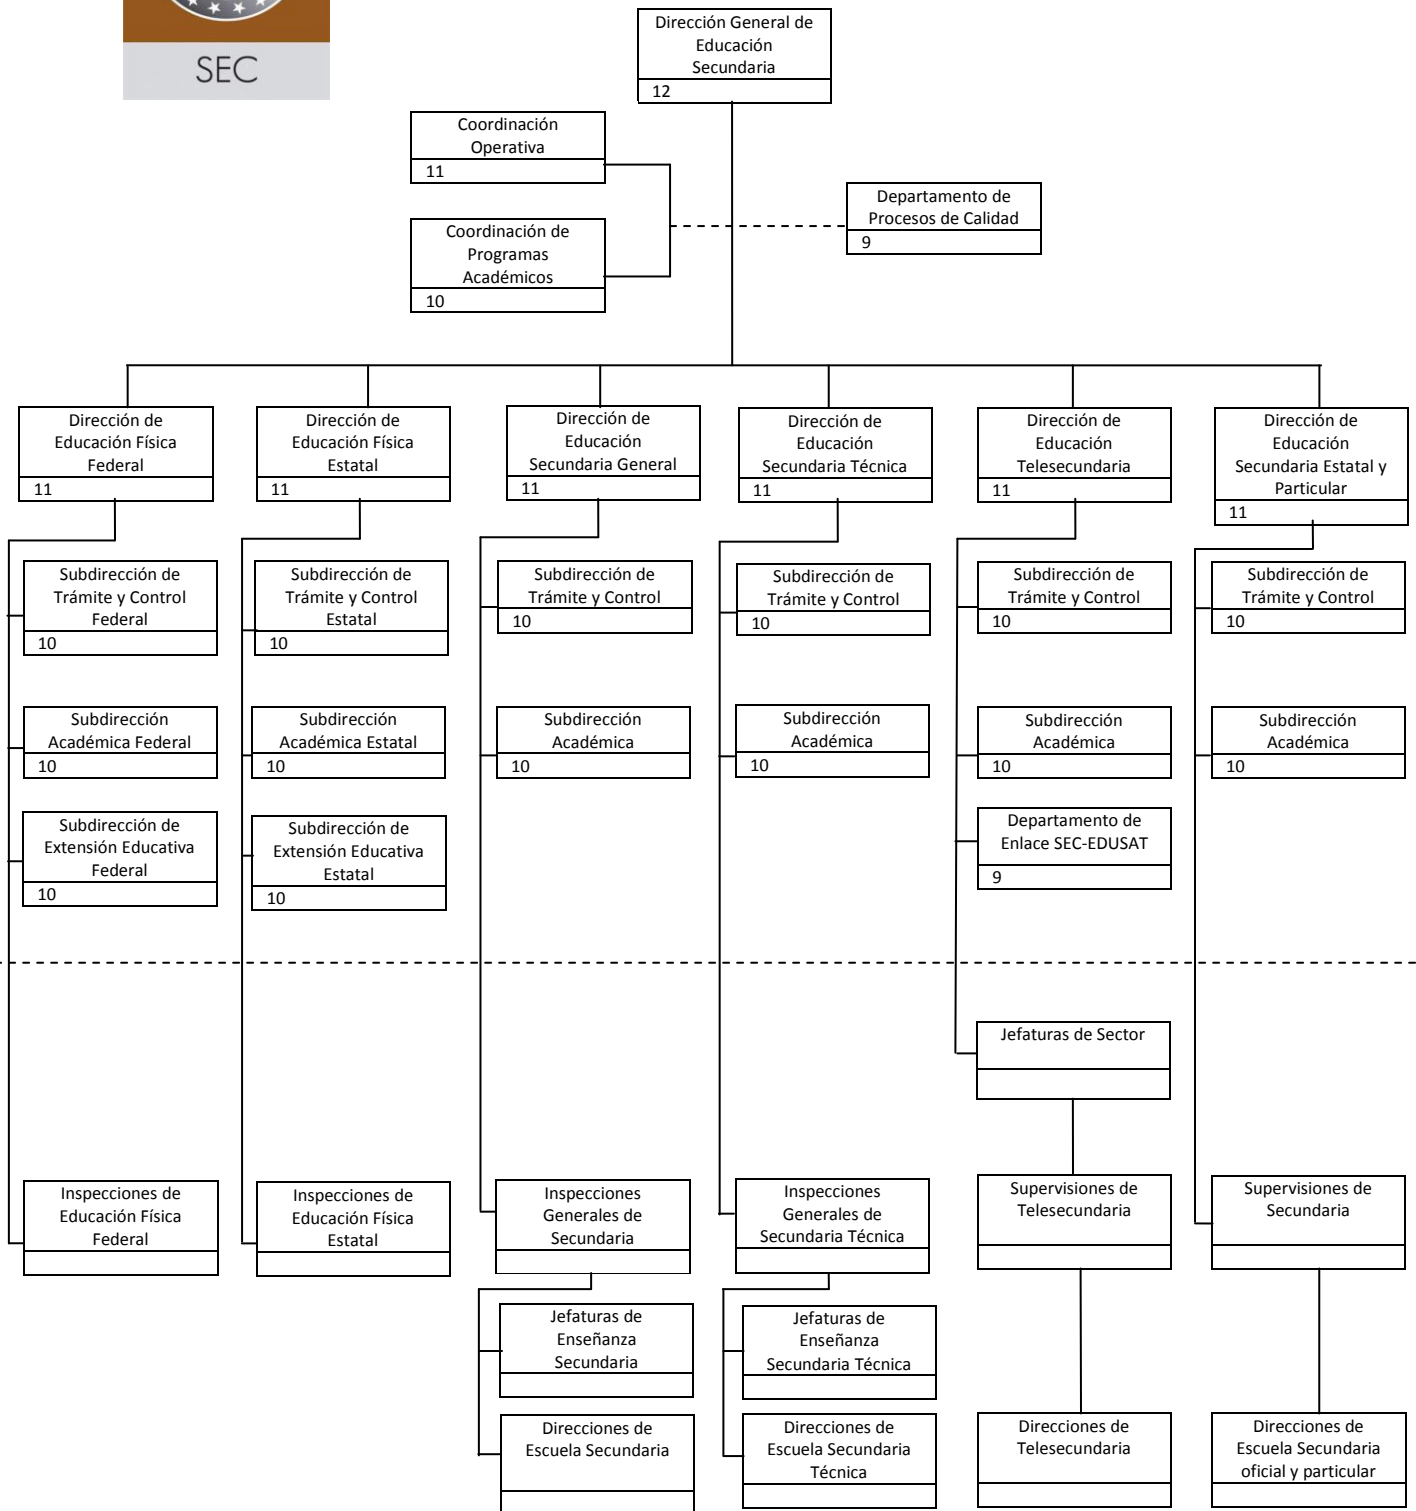 SEC
Dirección General de
Educación
Secundaria
12
Coordinación
Operativa
11
Departamento de
Procesos de Calidad
9
Coordinación de
Programas
Académicos
10
Dirección de
Educación Física
Federal
11
Dirección de
Educación Física
Estatal
11
Dirección de
Educación
Secundaria General
11
Dirección de
Educación
Secundaria Técnica
11
Dirección de
Educación
Telesecundaria
11
Dirección de
Educación
Secundaria Estatal y
Particular
11
Subdirección de
Trámite y Control
Federal
10
Subdirección de
Trámite y Control
Estatal
10
Subdirección de
Trámite y Control
10
Subdirección de
Trámite y Control
10
Subdirección de
Trámite y Control
10
Subdirección de
Trámite y Control
10
Subdirección
Académica Federal
10
Subdirección
Académica Estatal
10
Subdirección
Académica
10
Subdirección
Académica
10
Subdirección
Académica
10
Subdirección
Académica
10
Subdirección de
Extensión Educativa
Federal
10
Subdirección de
Extensión Educativa
Estatal
10
Departamento de
Enlace SEC-EDUSAT
9
Jefaturas de Sector
Inspecciones de
Educación Física
Federal
Inspecciones de
Educación Física
Estatal
Inspecciones
Generales de
Secundaria
Inspecciones
Generales de
Secundaria Técnica
Supervisiones de
Telesecundaria
Supervisiones de
Secundaria
Jefaturas de
Enseñanza
Secundaria
Jefaturas de
Enseñanza
Secundaria Técnica
Direcciones de
Escuela Secundaria
Direcciones de
Escuela Secundaria
Técnica
Direcciones de
Telesecundaria
Direcciones de
Escuela Secundaria
oficial y particular